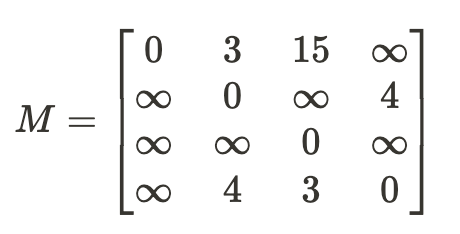 M = [ 0 3 15 ∞
∞ 0 ∞ 4
∞ ∞ 0 ∞
∞ 4 3 0 ]